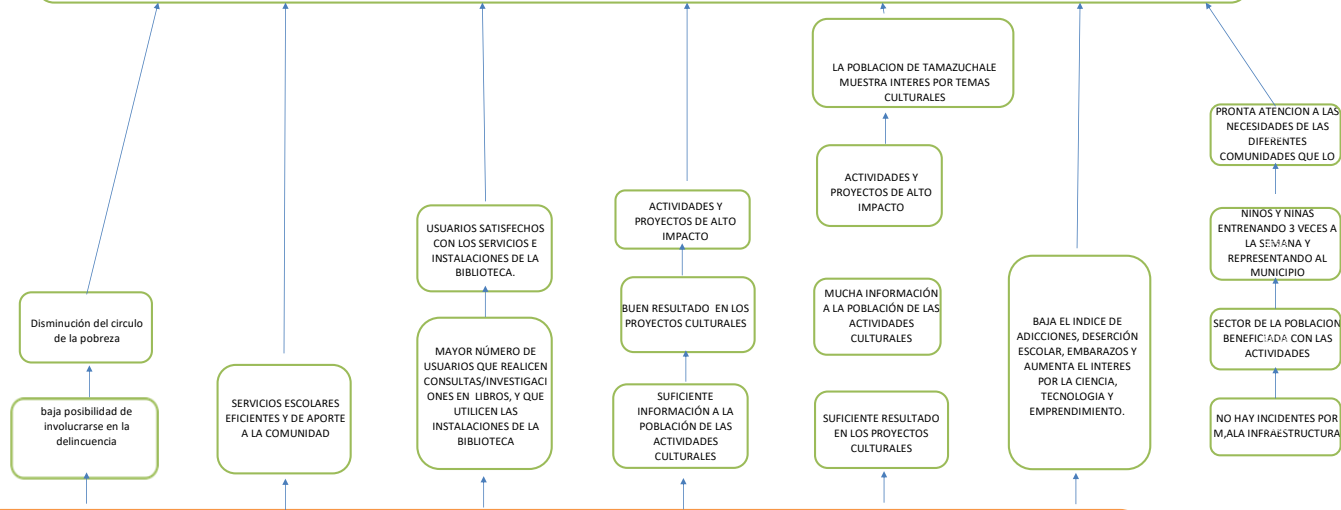 Disminución del circulo
de la pobreza
baja posibilidad de
involucrarse en la
delincuencia
SERVICIOS ESCOLARES
EFICIENTES Y DE APORTE
A LA COMUNIDAD
USUARIOS SATISFECHOS
CON LOS SERVICIOS E
INSTALACIONES DE LA
BIBLIOTECA.
MAYOR NÚMERO DE
USUARIOS QUE REALICEN
CONSULTAS/INVESTIGACI
ONES EN LIBROS, Y QUE
UTILICEN LAS
INSTALACIONES DE LA
BIBLIOTECA
ACTIVIDADES Y
PROYECTOS DE ALTO
IMPACTO
BUEN RESULTADO EN LOS
PROYECTOS CULTURALES
SUFICIENTE
INFORMACIÓN A LA
POBLACIÓN DE LAS
ACTIVIDADES
CULTURALES
LA POBLACION DE TAMAZUCHALE
MUESTRA INTERES POR TEMAS
CULTURALES
ACTIVIDADES Y
PROYECTOS DE ALTO
IMPACTO
MUCHA INFORMACIÓN
A LA POBLACIÓN DE LAS
ACTIVIDADES
CULTURALES
SUFICIENTE RESULTADO
EN LOS PROYECTOS
CULTURALES
BAJA EL INDICE DE
ADICCIONES, DESERCIÓN
ESCOLAR, EMBARAZOS Y
AUMENTA EL INTERES
POR LA CIENCIA,
TECNOLOGIA Y
EMPRENDIMIENTO.
PRONTA ATENCION A LAS
NECESIDADES DE LAS
DIFERENTES
COMUNIDADES QUE LO
NINOS Y NINAS
ENTRENANDO 3 VECES A
LA SEMANA Y
REPRESENTANDO AL
MUNICIPIO
SECTOR DE LA POBLACION
BENEFICIADA CON LAS
ACTIVIDADES
NO HAY INCIDENTES POR
M,ALA INFRAESTRUCTURA